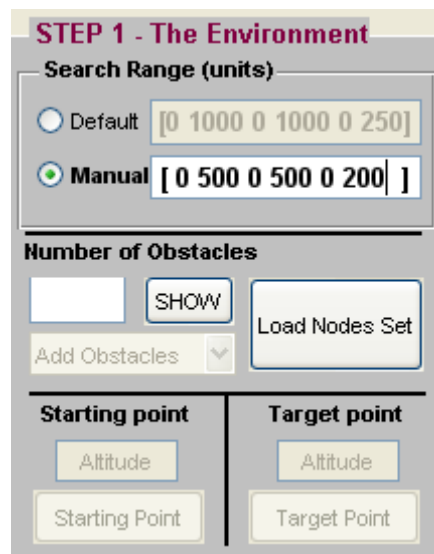 STEP 1 - The Environment
Search Range (units)
Default [0 1000 0 1000 0 250]
Manual [ 0 500 0 500 0 200 ]
Number of Obstacles
SHOW
Load Nodes Set
Add Obstacles
Starting point Target point
Altitude Altitude
Starting Point Target Point